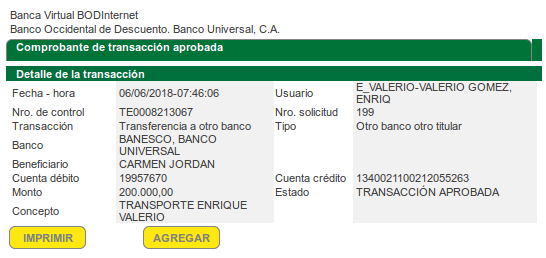 Banca Virtual BODInternet
Banco Occidental de Descuento. Banco Universal, C.A.
Comprobante de transacción aprobada
Detalle de la transacción
Fecha - hora 06/06/2018-07:46:06 Usuario E_VALERIO-VALERIO GOMEZ, ENRIQ
Nro. de control TE0008213067 Nro. solicitud 199
Transacción Transferencia a otro banco Tipo Otro banco otro titular
Banco BANESCO, BANCO UNIVERSAL
Beneficiario CARMEN JORDAN
Cuenta débito 19957670 Cuenta crédito 1340021100212055263
Monto 200.000,00 Estado TRANSACCIÓN APROBADA
Concepto TRANSPORTE ENRIQUE VALERIO
IMPRIMIR AGREGAR